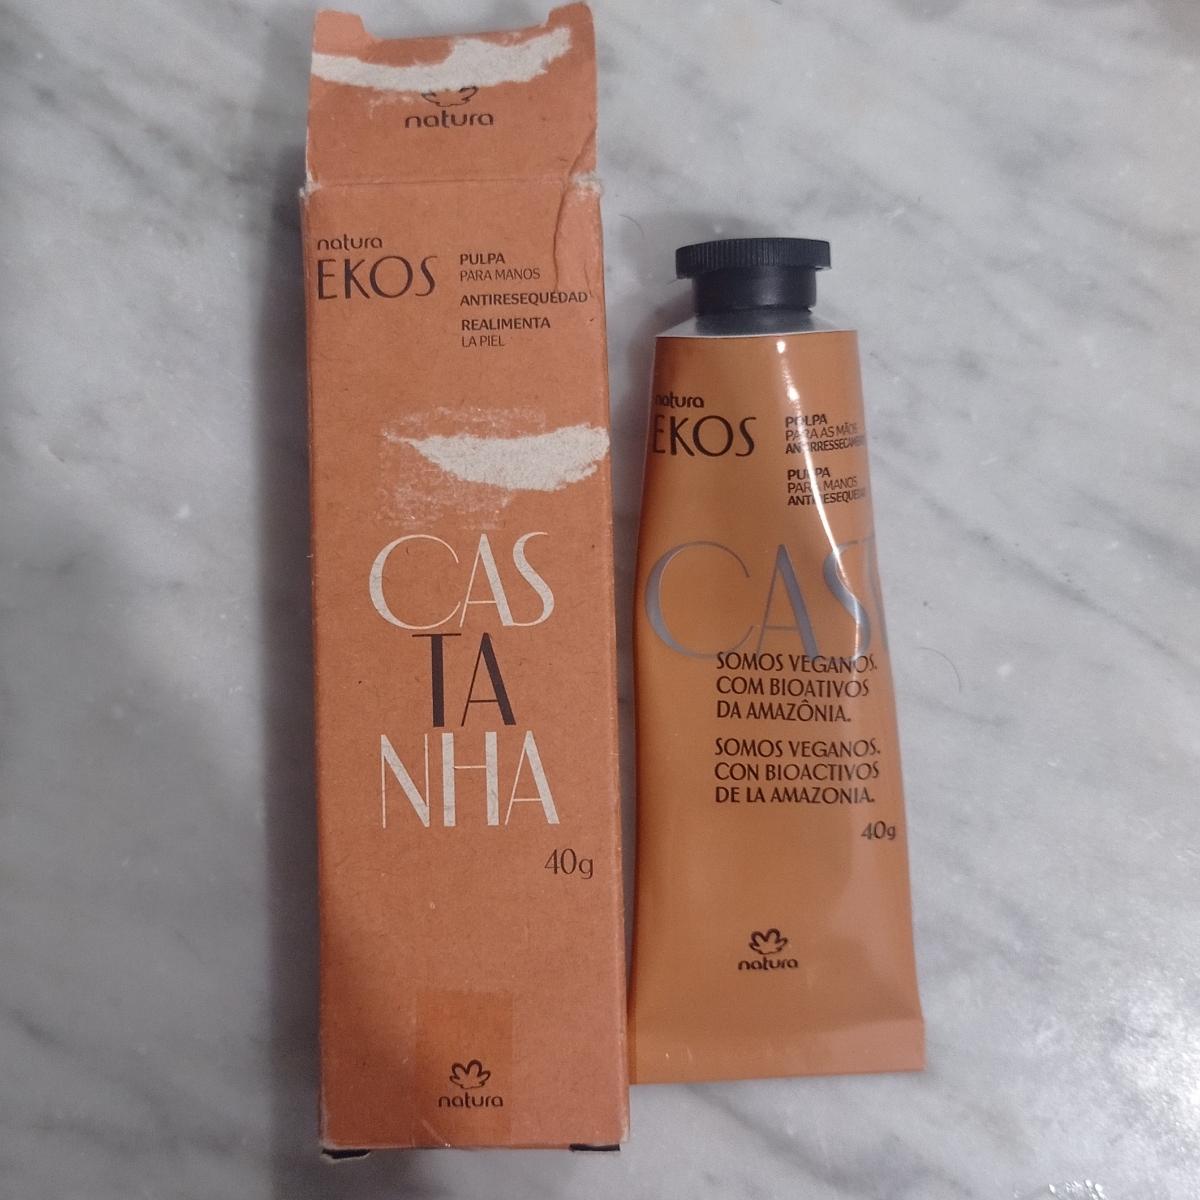 natura
natura
EKOS
PULPA
PARA MANOS
ANTIRESEQUEDAD
REALIMENTA
LA PIEL
CAS
TA
NHA
40g
natura
natura
EKOS
POLPA
PARA AS MÃOS
PULPA
PARA MANOS
CAST
SOMOS VEGANOS.
COM BIOATIVOS
DA AMAZÔNIA.
SOMOS VEGANOS.
CON BIOACTIVOS
DE LA AMAZONIA.
40g
natura